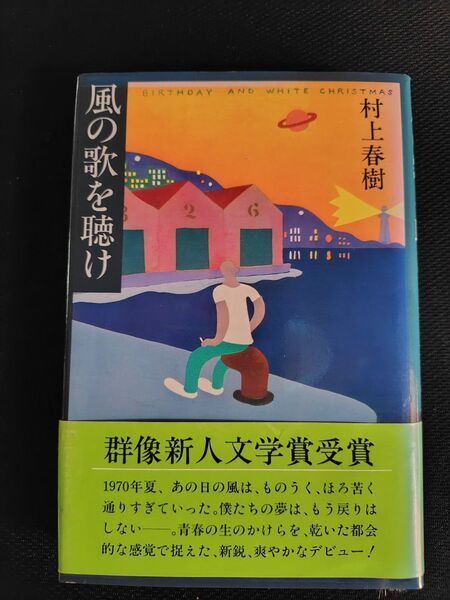 BIRTHDAY AND WHITE CHRISTMAS
風の歌を聴け
村上春樹
3 2 6
群像新人文学賞受賞
1970年夏、あの日の風は、ものうく、ほろ苦く
通りすぎていった。僕たちの夢は、もう戻りは
しない——。青春の生のかけらを、乾いた都会
的な感覚で捉えた、新鋭、爽やかなデビュー!